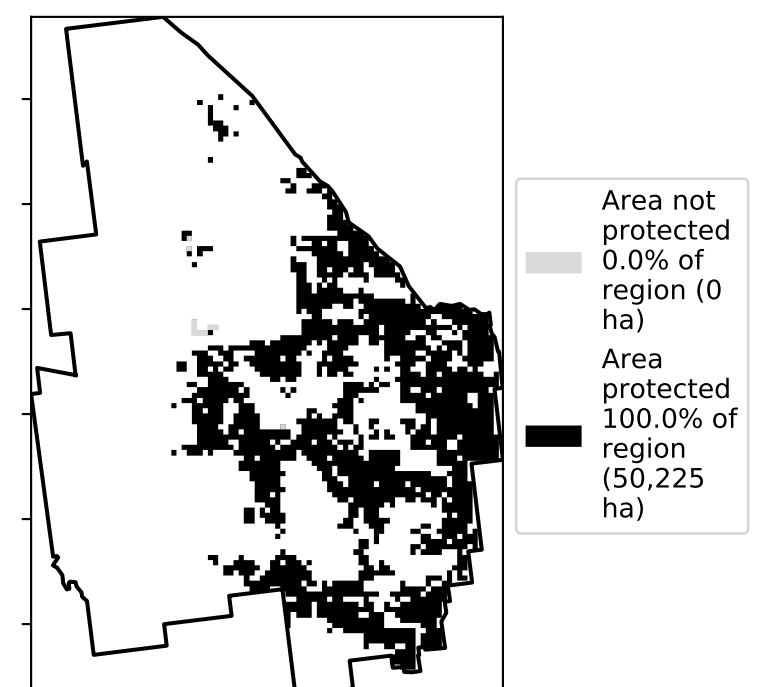 Area not
protected
0.0% of
region (0
ha)
Area
protected
100.0% of
region
(50,225
ha)